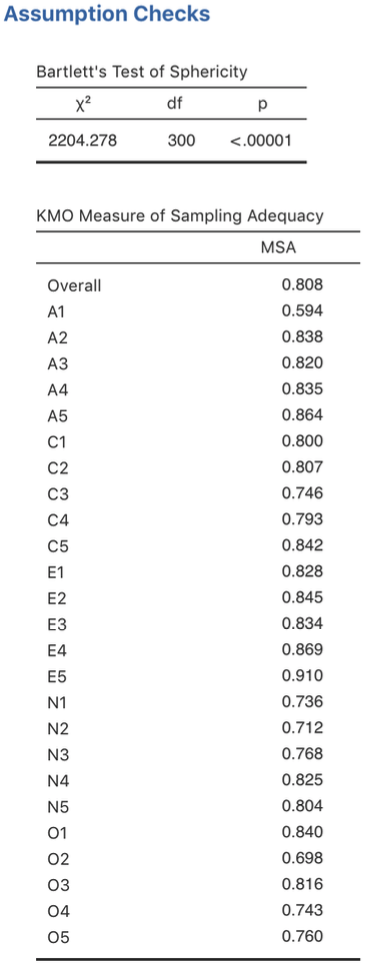 Assumption Checks
Bartlett's Test of Sphericity
χ² df p
2204.278 300 <.00001
KMO Measure of Sampling Adequacy
MSA
Overall 0.808
A1 0.594
A2 0.838
A3 0.820
A4 0.835
A5 0.864
C1 0.800
C2 0.807
C3 0.746
C4 0.793
C5 0.842
E1 0.828
E2 0.845
E3 0.834
E4 0.869
E5 0.910
N1 0.736
N2 0.712
N3 0.768
N4 0.825
N5 0.804
O1 0.840
O2 0.698
O3 0.816
O4 0.743
O5 0.760